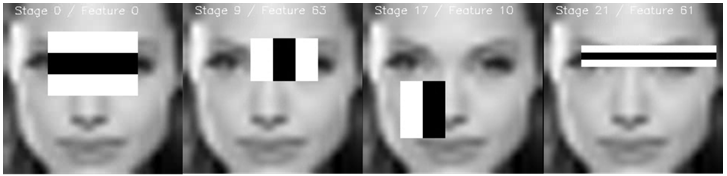 Stage 0 / Feature 0
Stage 9 / Feature 63
Stage 17 / Feature 10
Stage 21 / Feature 61